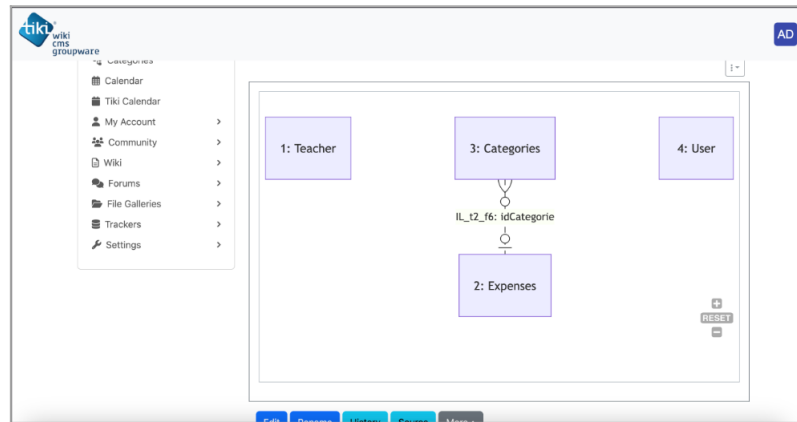 tiki
wiki
cms
groupware
AD
Categories
Calendar
Tiki Calendar
My Account
Community
Wiki
Forums
File Galleries
Trackers
Settings
1: Teacher
3: Categories
4: User
IL_t2_f6: idCategorie
2: Expenses
RESET
Edit Rename History Source More